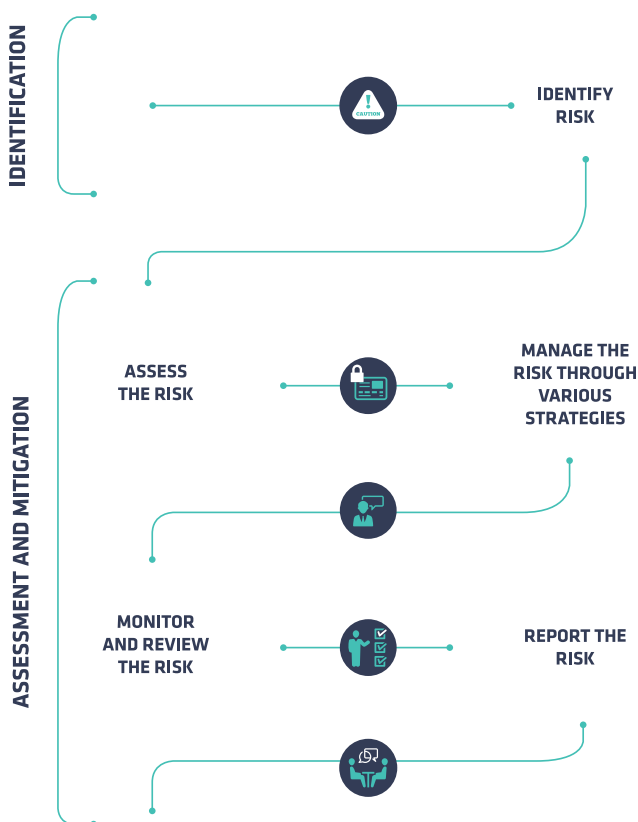 IDENTIFICATION
CAUTION
IDENTIFY
RISK
ASSESSMENT AND MITIGATION
ASSESS
THE RISK
MANAGE THE
RISK THROUGH
VARIOUS
STRATEGIES
MONITOR
AND REVIEW
THE RISK
REPORT THE
RISK